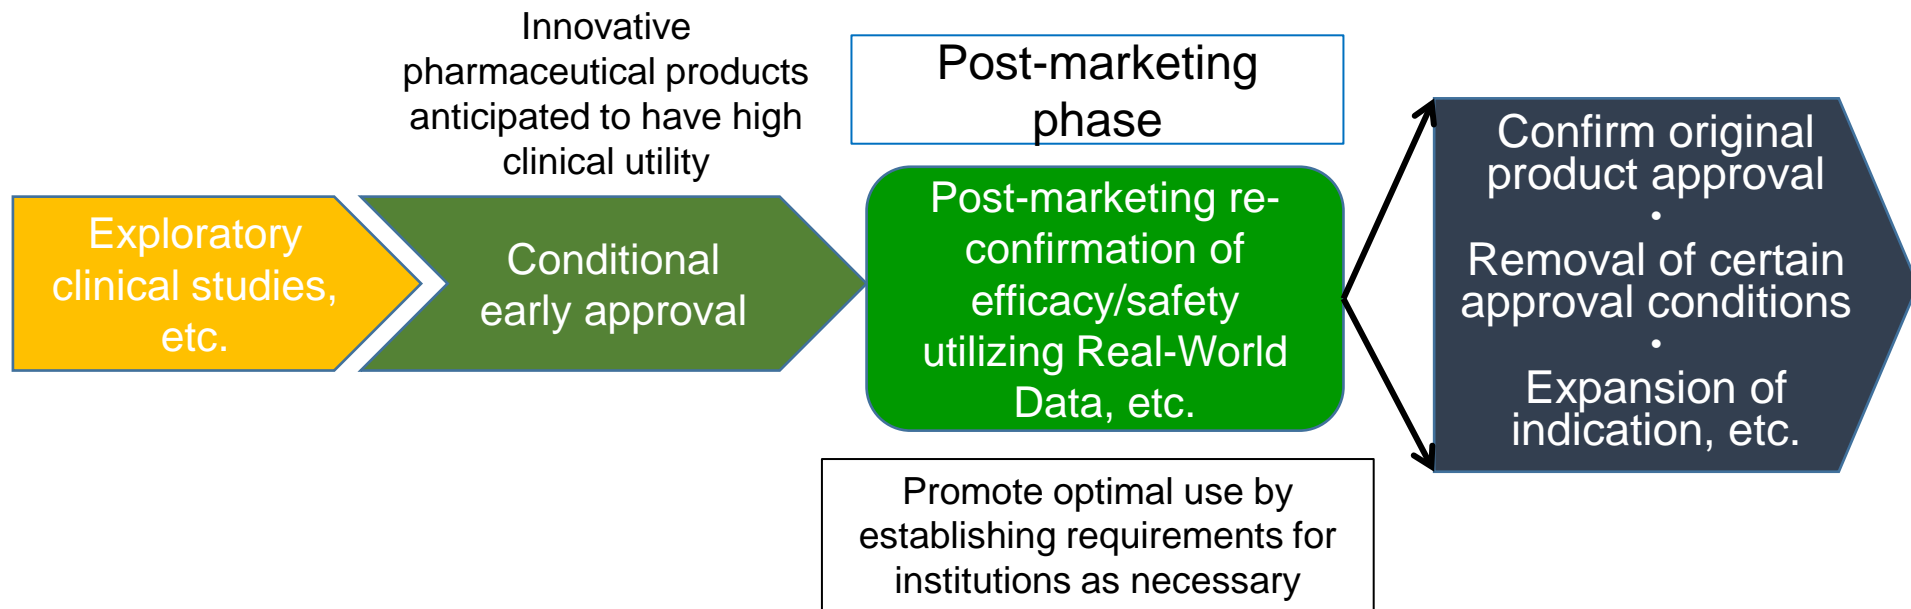 Innovative
pharmaceutical products
anticipated to have high
clinical utility
Post-marketing
phase
Exploratory
clinical studies,
etc.
Conditional
early approval
Post-marketing re-
confirmation of
efficacy/safety
utilizing Real-World
Data, etc.
Promote optimal use by
establishing requirements for
institutions as necessary
Confirm original
product approval
・
Removal of certain
approval conditions
・
Expansion of
indication, etc.